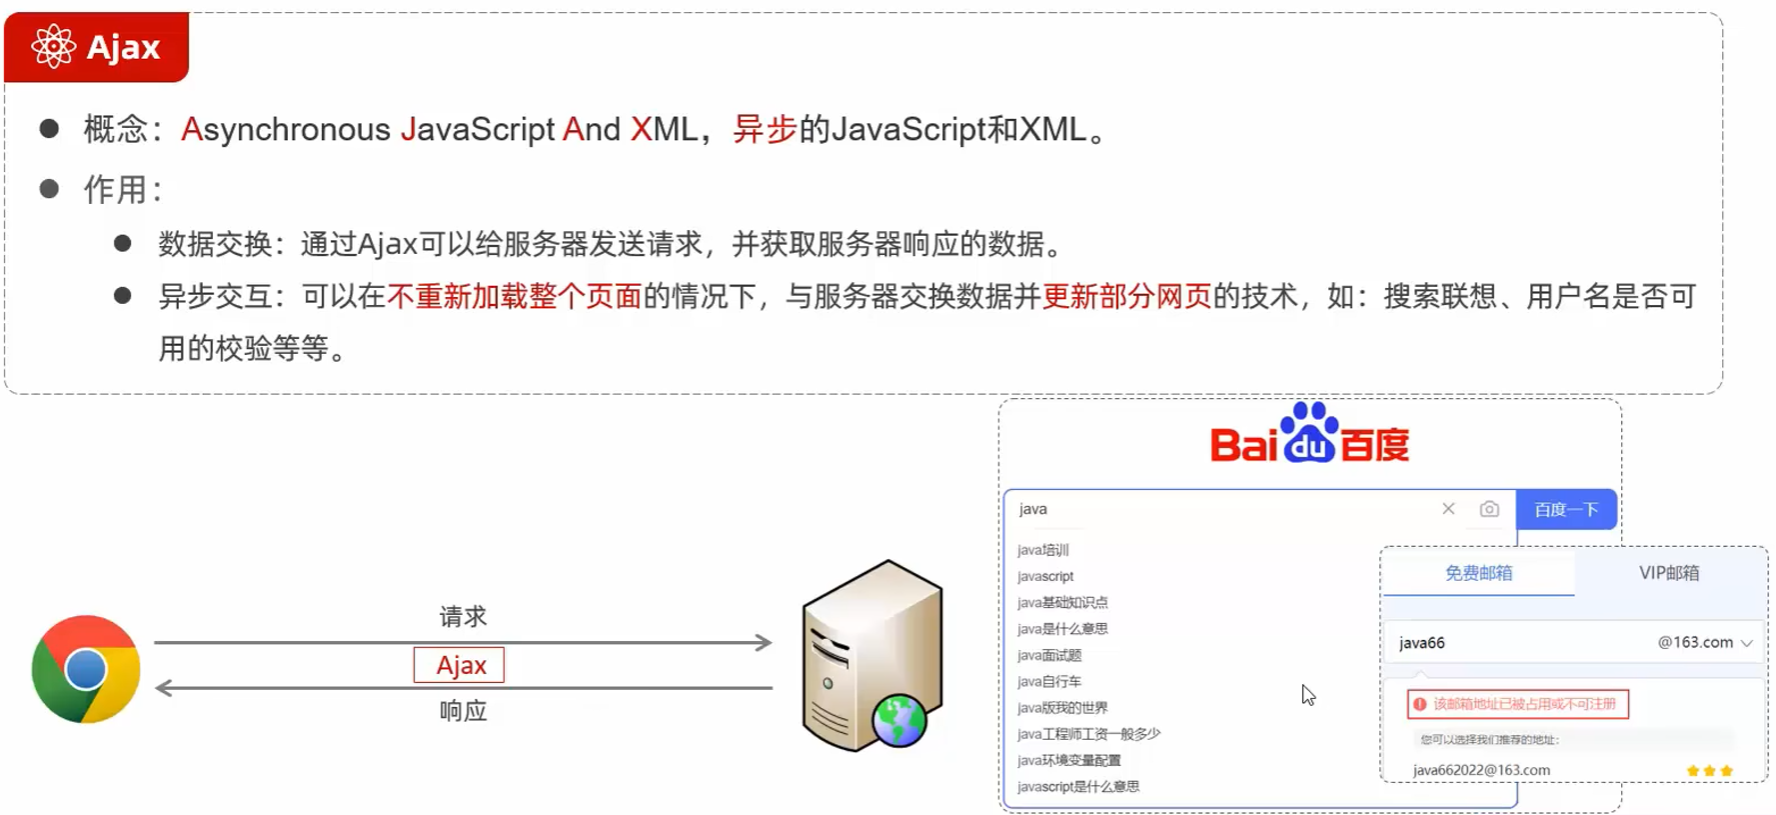 Ajax
概念：Asynchronous JavaScript And XML，异步的JavaScript和XML。
作用：
数据交换：通过Ajax可以给服务器发送请求，并获取服务器响应的数据。
异步交互：可以在不重新加载整个页面的情况下，与服务器交换数据并更新部分网页的技术，如：搜索联想、用户名是否可
用的校验等等。
请求
Ajax
响应
Bai du 百度
java
百度一下
java培训
javascript
java基础知识点
java是什么意思
java面试题
java自行车
java版我的世界
java工程师工资一般多少
java环境变量配置
javascript是什么意思
免费邮箱 VIP邮箱
java66 @163.com
该邮箱地址已被占用或不可注册
您可以选择我们推荐的地址：
java662022@163.com